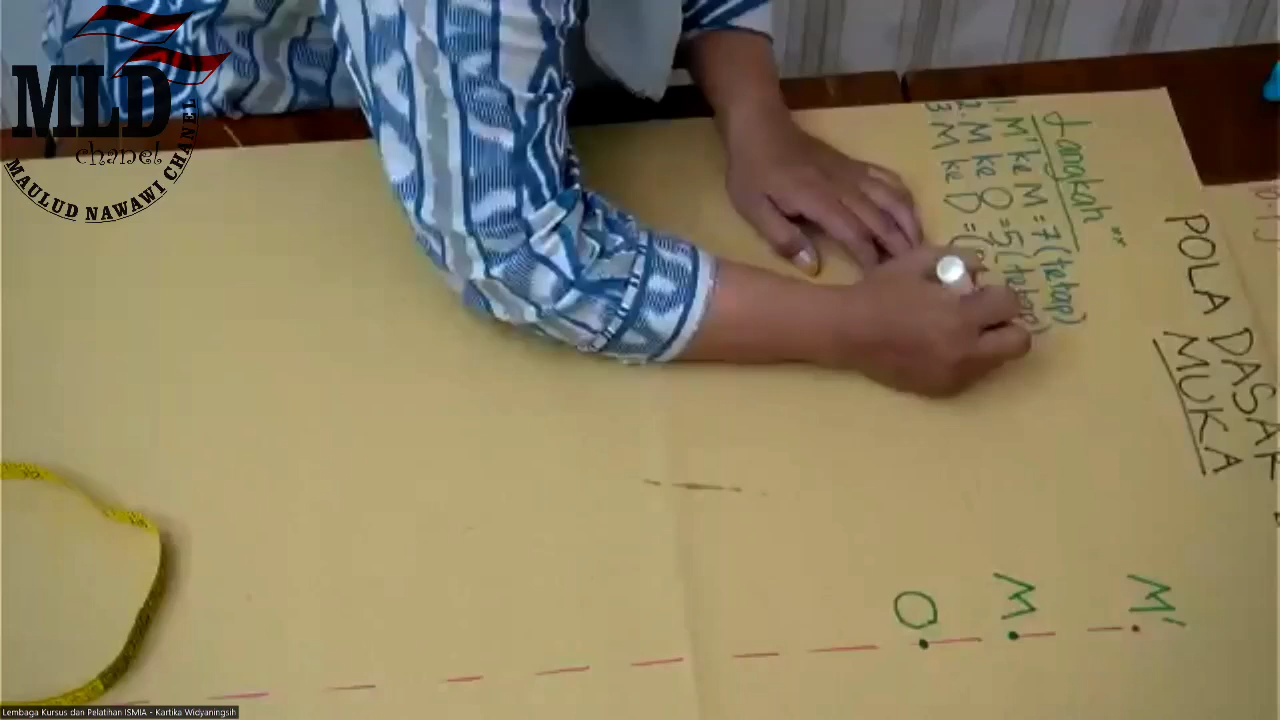 MLD
chanel
MAULUD NAWAWI CHANEL
POLA DASAR
MUKA
Langkah"
1. M' ke M = 7 (tetap)
2. M ke O = 5 (tetap)
3. M ke D = (
M'
M
O
Lembaga Kursus dan Pelatihan ISMIA - Kartika Widyaningsih